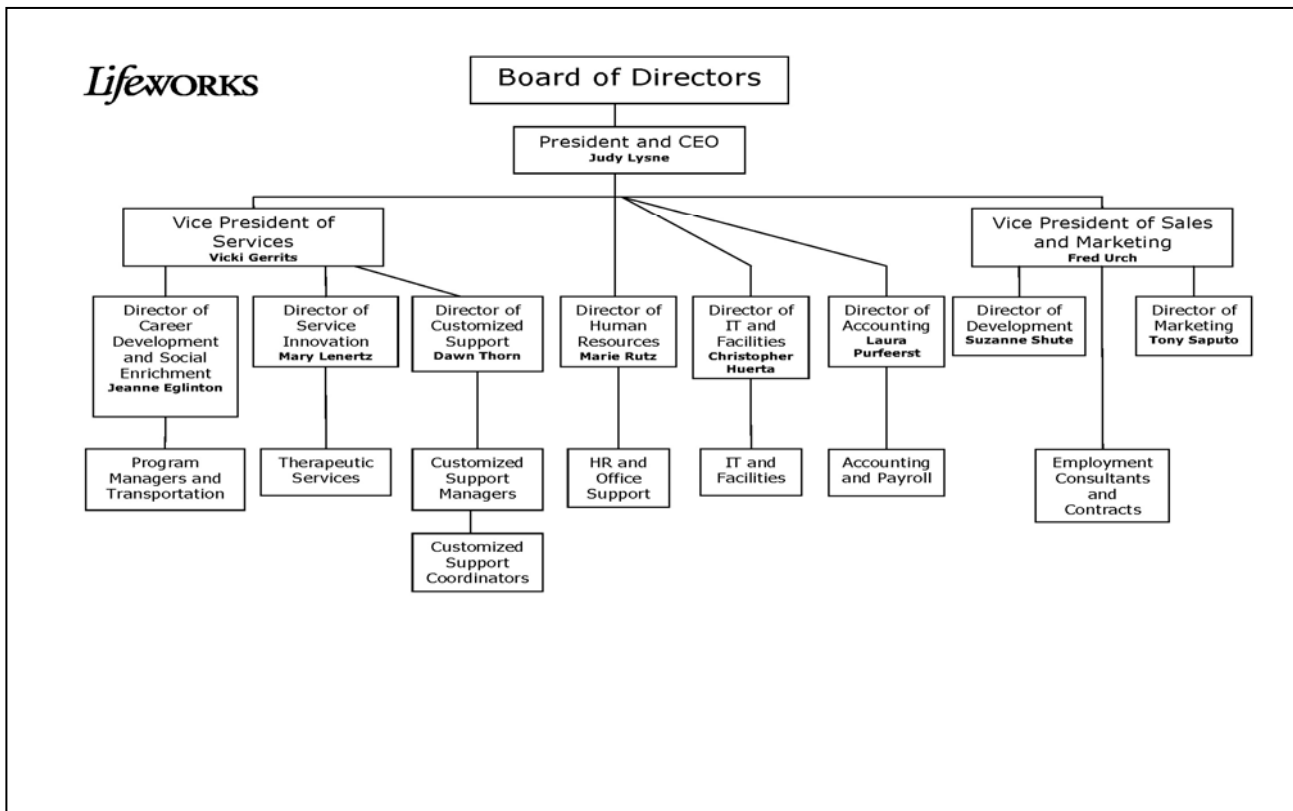 LifeWORKS
Board of Directors
President and CEO
Judy Lysne
Vice President of
Services
Vicki Gerrits
Vice President of Sales
and Marketing
Fred Urch
Director of
Career
Development
and Social
Enrichment
Jeanne Eglinton
Director of
Service
Innovation
Mary Lenertz
Director of
Customized
Support
Dawn Thorn
Director of
Human
Resources
Marie Rutz
Director of
IT and
Facilities
Christopher
Huerta
Director of
Accounting
Laura
Purfeerst
Director of
Development
Suzanne Shute
Director of
Marketing
Tony Saputo
Program
Managers and
Transportation
Therapeutic
Services
Customized
Support
Managers
HR and
Office
Support
IT and
Facilities
Accounting
and Payroll
Employment
Consultants
and
Contracts
Customized
Support
Coordinators